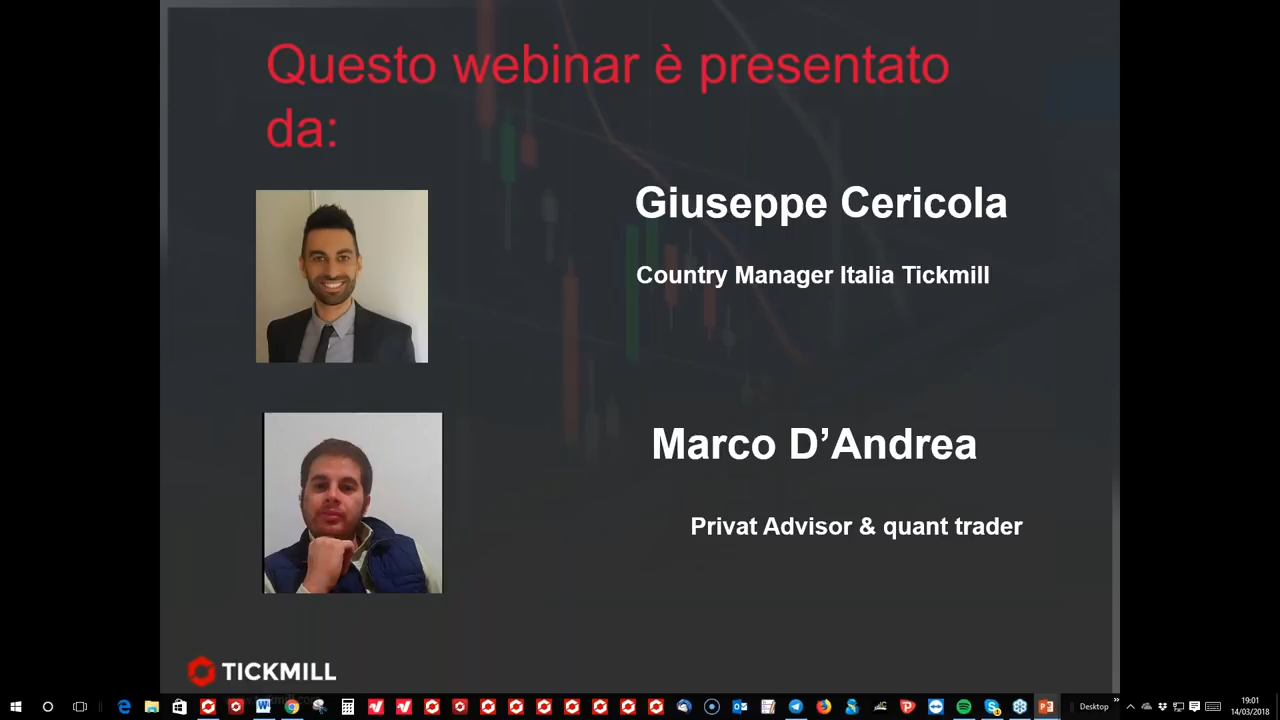 Questo webinar è presentato
da:
Giuseppe Cericola
Country Manager Italia Tickmill
Marco D’Andrea
Privat Advisor & quant trader
TICKMILL
Desktop
19:01
14/03/2018